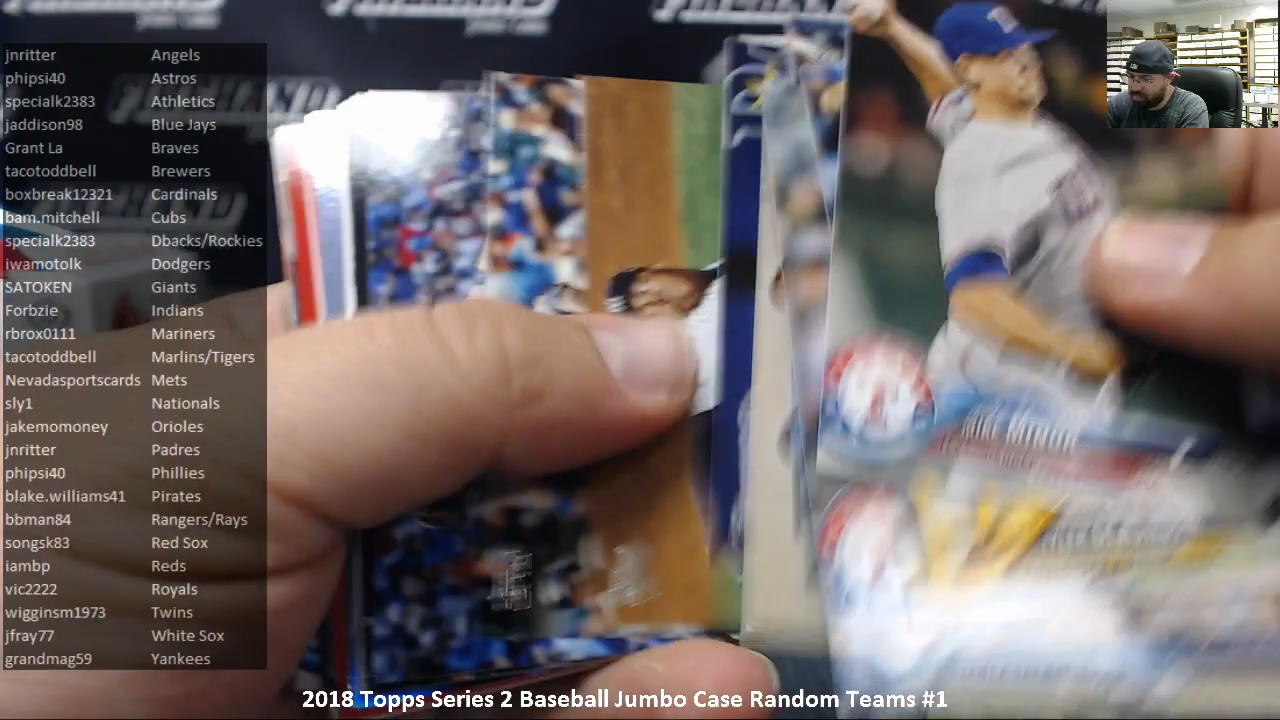 jnritter Angels
phipsi40 Astros
specialk2383 Athletics
jaddison98 Blue Jays
Grant La Braves
tacotoddbell Brewers
boxbreak12321 Cardinals
bam.mitchell Cubs
specialk2383 Dbacks/Rockies
iwamotolk Dodgers
SATOKEN Giants
Forbzie Indians
rbrox0111 Mariners
tacotoddbell Marlins/Tigers
Nevadasportscards Mets
sly1 Nationals
jakemomoney Orioles
jnritter Padres
phipsi40 Phillies
blake.williams41 Pirates
bbman84 Rangers/Rays
songsk83 Red Sox
iambp Reds
vic2222 Royals
wigginsm1973 Twins
jfray77 White Sox
grandmag59 Yankees
2018 Topps Series 2 Baseball Jumbo Case Random Teams #1